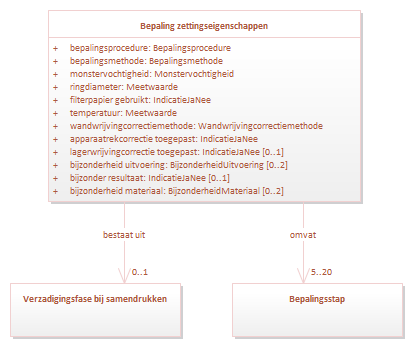 Bepaling zettingseigenschappen
+ bepalingsprocedure: Bepalingsprocedure
+ bepalingsmethode: Bepalingsmethode
+ monstervochtigheid: Monstervochtigheid
+ ringdiameter: Meetwaarde
+ filterpapier gebruikt: IndicatieJaNee
+ temperatuur: Meetwaarde
+ wandwrijvingcorrectiemethode: Wandwrijvingcorrectiemethode
+ apparaatrekcorrectie toegepast: IndicatieJaNee
+ lagerwrijvingcorrectie toegepast: IndicatieJaNee [0..1]
+ bijzonderheid uitvoering: BijzonderheidUitvoering [0..2]
+ bijzonder resultaat: IndicatieJaNee [0..1]
+ bijzonderheid materiaal: BijzonderheidMateriaal [0..2]
bestaat uit
omvat
0..1
5..20
Verzadigingsfase bij samendrukken
Bepalingsstap